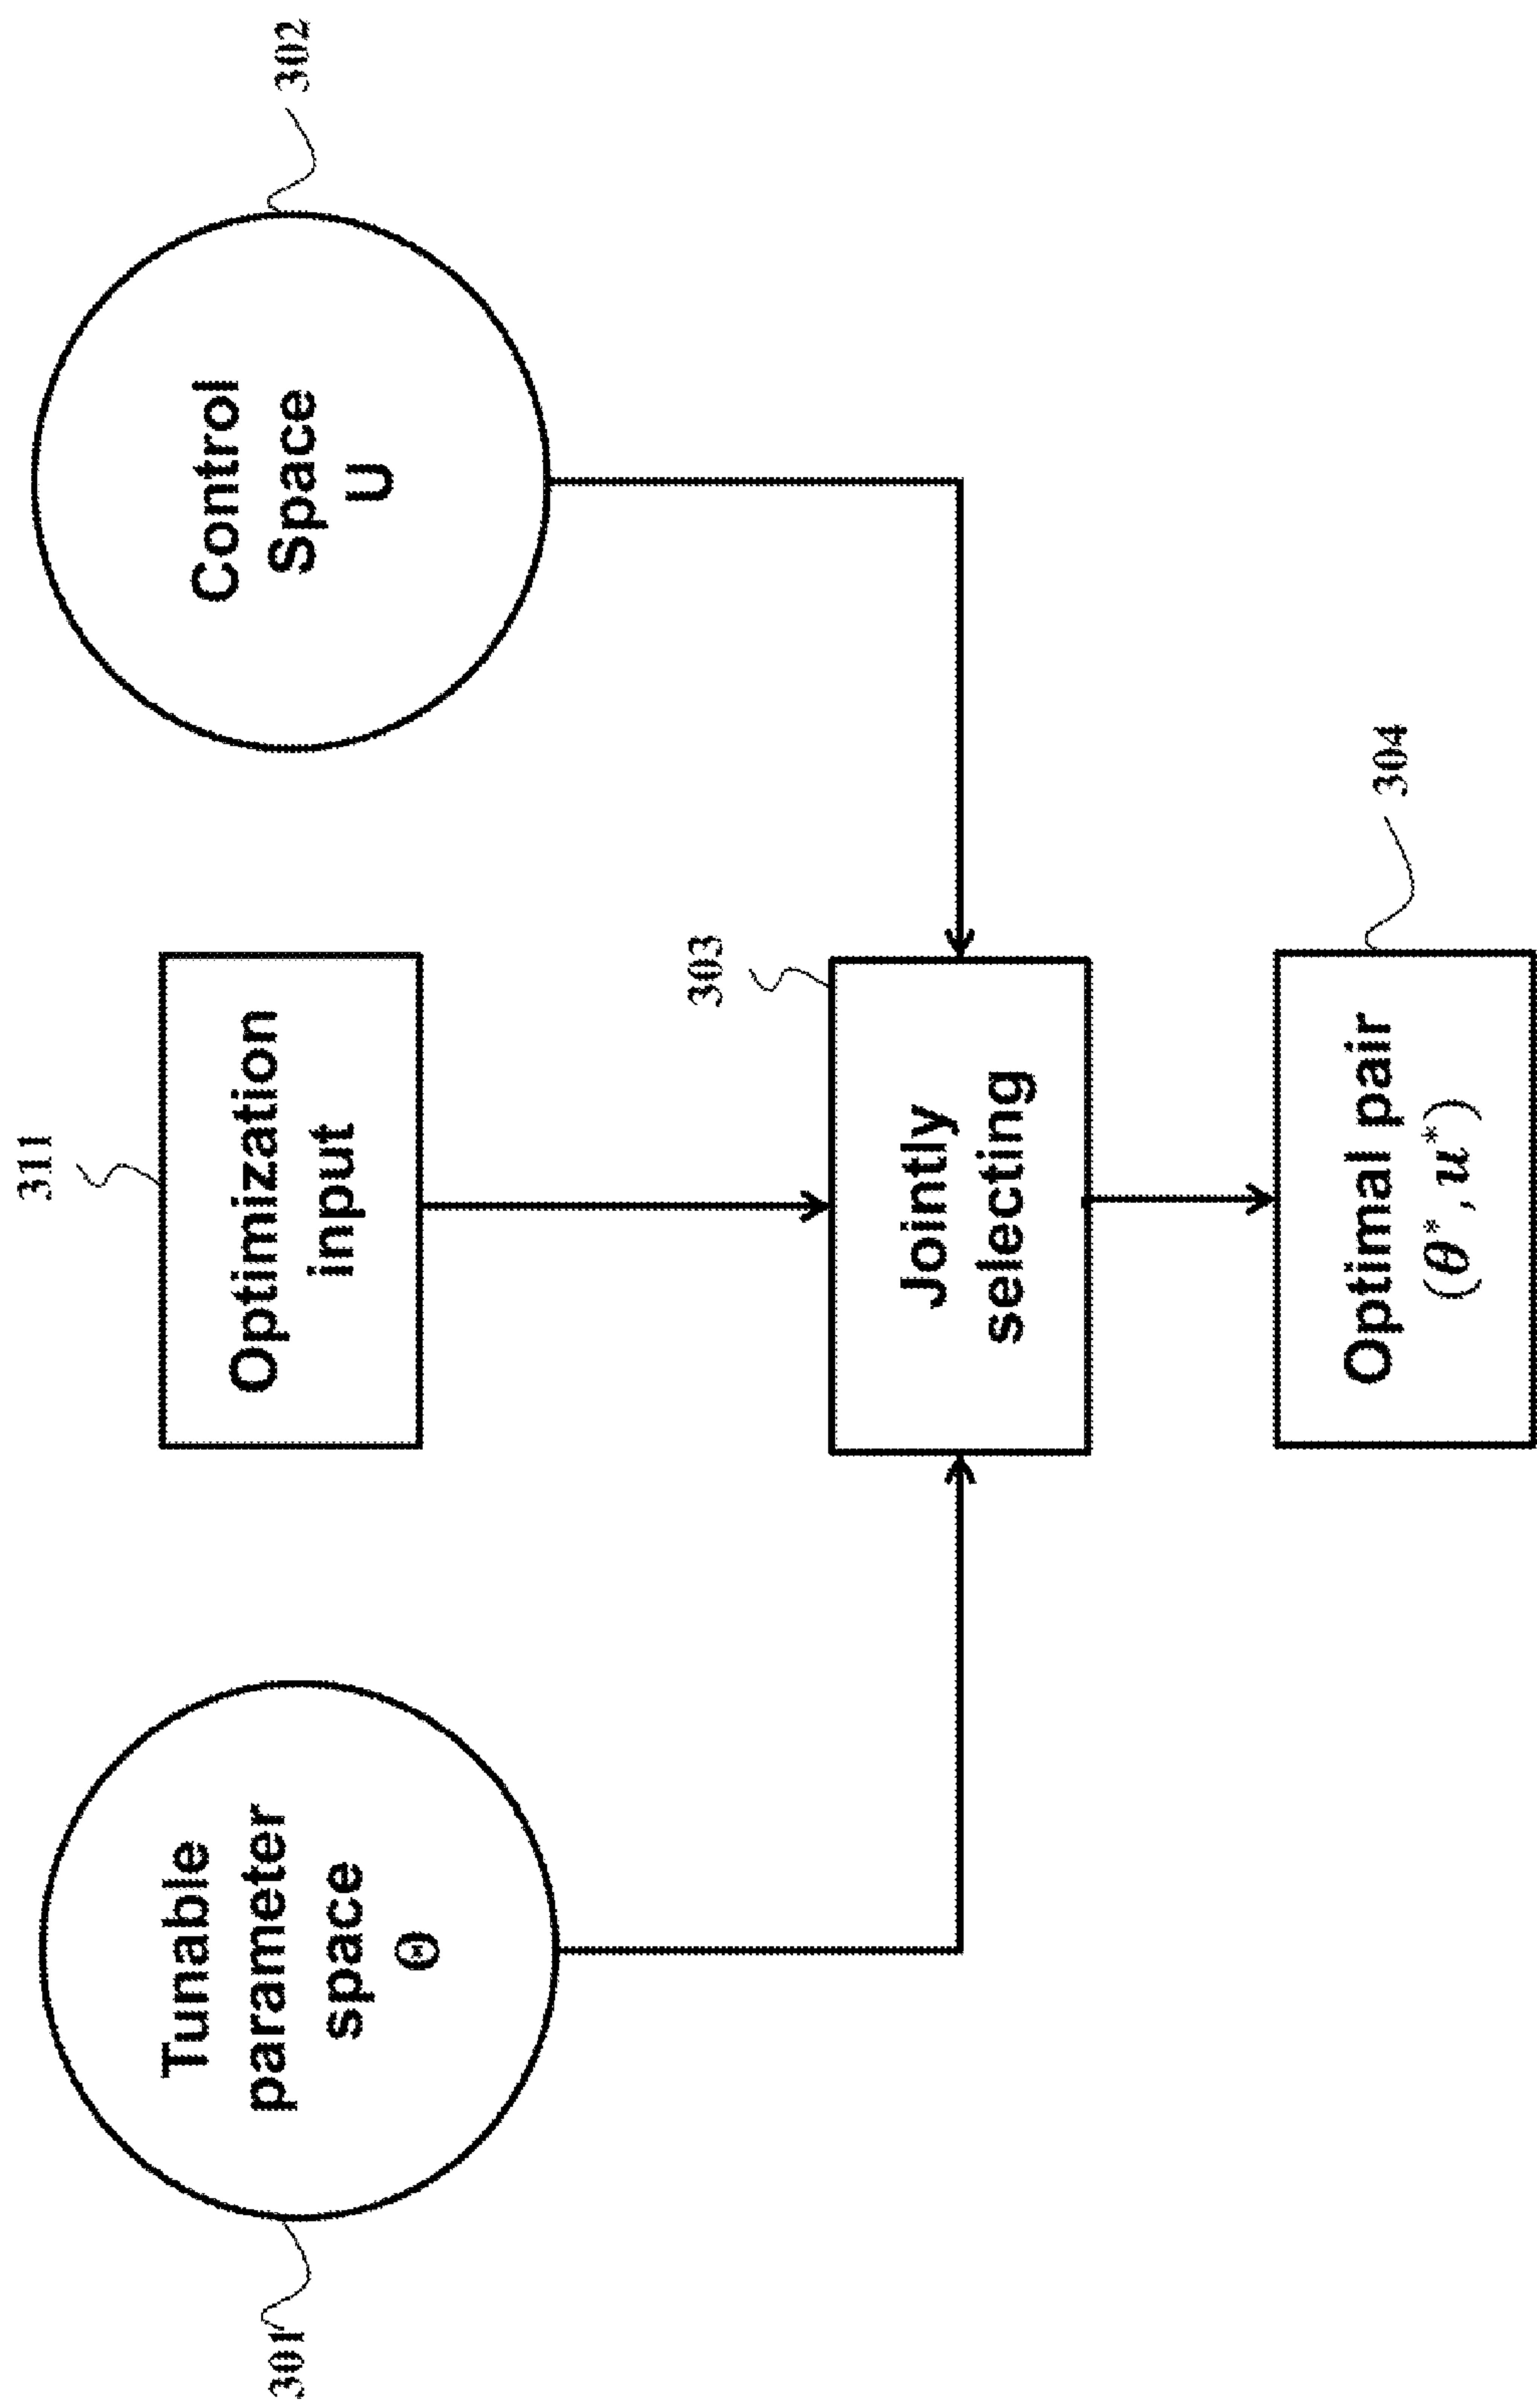 301
Tunable
parameter
space
Θ
311
Optimization
input
302
Control
Space
U
303
Jointly
selecting
304
Optimal pair
(θ*, u*)